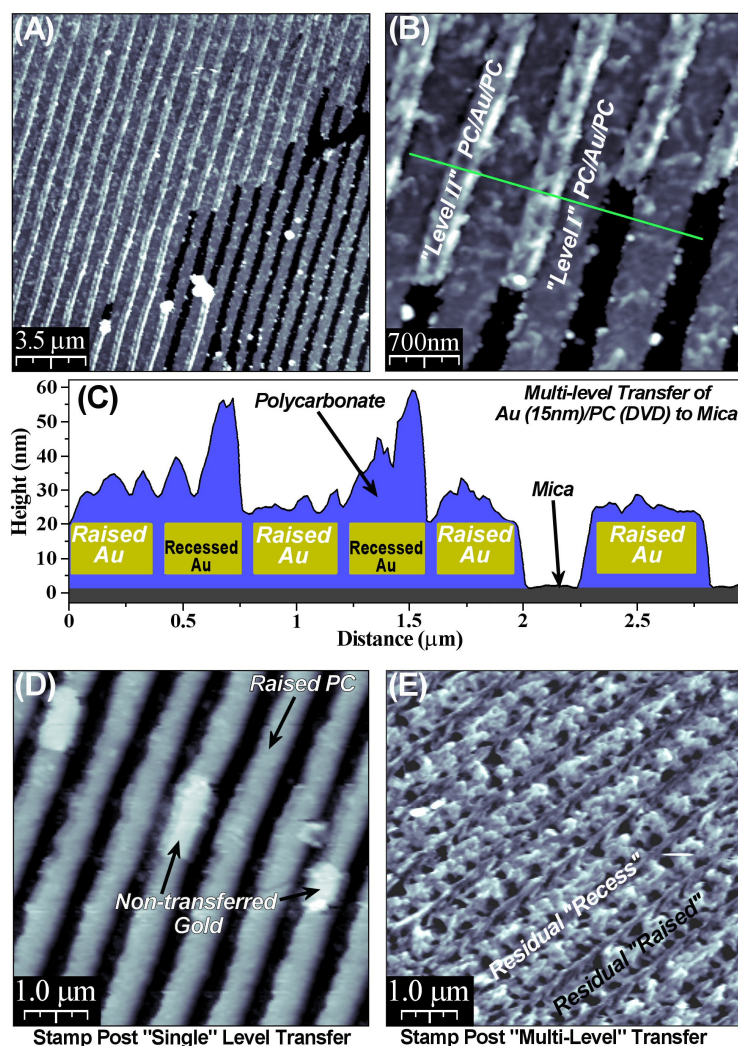 (A)
3.5 μm
(B)
"Level II" PC/Au/PC
"Level I" PC/Au/PC
700nm
(C)
Multi-level Transfer of
Au (15nm)/PC (DVD) to Mica
Polycarbonate
Mica
Height (nm)
60
50
40
30
20
10
0
Raised Au
Recessed Au
Raised Au
Recessed Au
Raised Au
Raised Au
0 0.5 1 1.5 2 2.5
Distance (μm)
(D)
Raised PC
Non-transferred
Gold
1.0 μm
Stamp Post "Single" Level Transfer
(E)
Residual "Recess"
Residual "Raised"
1.0 μm
Stamp Post "Multi-Level" Transfer